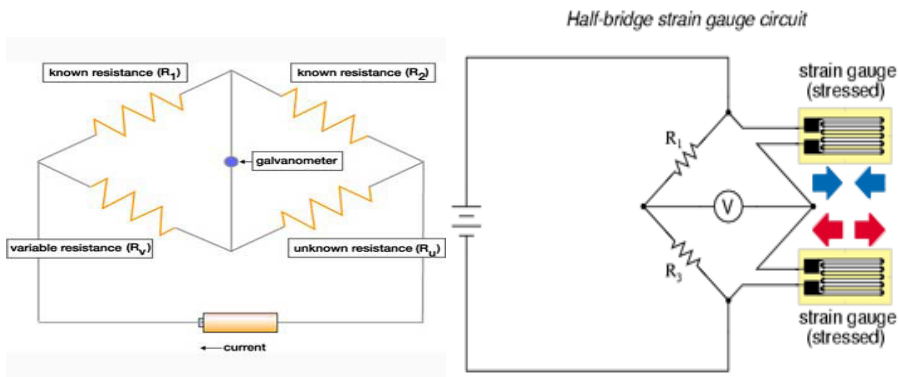 Half-bridge strain gauge circuit
known resistance (R1)
known resistance (R2)
galvanometer
variable resistance (Rv)
unknown resistance (Ru)
current
strain gauge
(stressed)
R1
V
R3
strain gauge
(stressed)